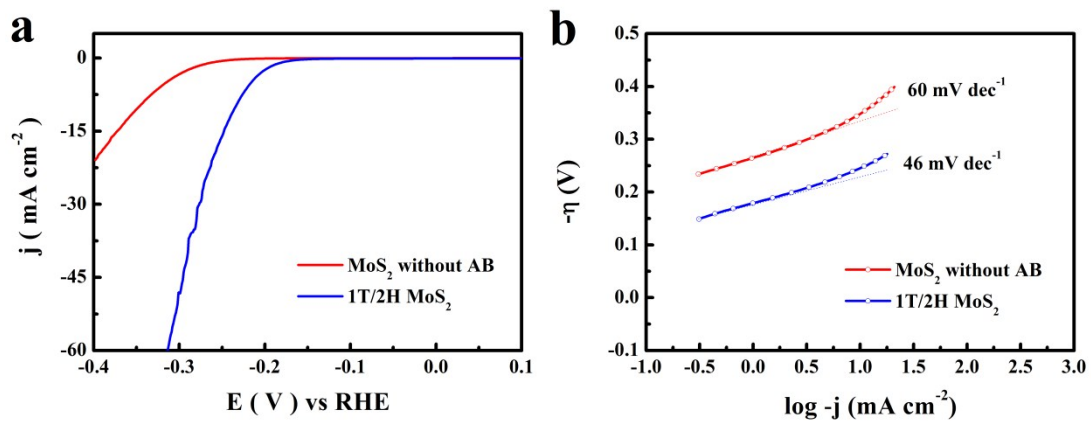 a
0
-15
-30
-45
-60
j ( mA cm⁻²)
MoS₂ without AB
1T/2H MoS₂
-0.4 -0.3 -0.2 -0.1 0.0 0.1
E ( V ) vs RHE
b
0.5
0.4
0.3
0.2
0.1
0.0
-0.1
-η (V)
60 mV dec⁻¹
46 mV dec⁻¹
MoS₂ without AB
1T/2H MoS₂
-1.0 -0.5 0.0 0.5 1.0 1.5 2.0 2.5 3.0
log -j (mA cm⁻²)